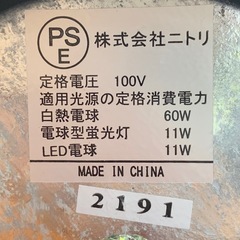 PS
E
株式会社ニトリ
定格電圧 100V
適用光源の定格消費電力
白熱電球 60W
電球型蛍光灯 11W
LED電球 11W
MADE IN CHINA
2191